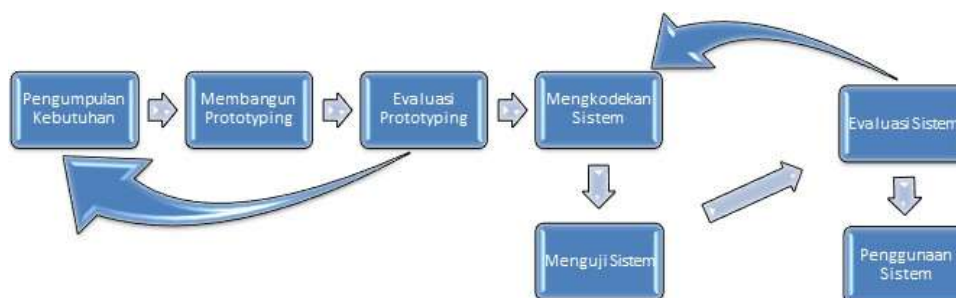 Pengumpulan
Kebutuhan
Membangun
Prototyping
Evaluasi
Prototyping
Mengkodekan
Sistem
Menguji Sistem
Evaluasi Sistem
Penggunaan
Sistem